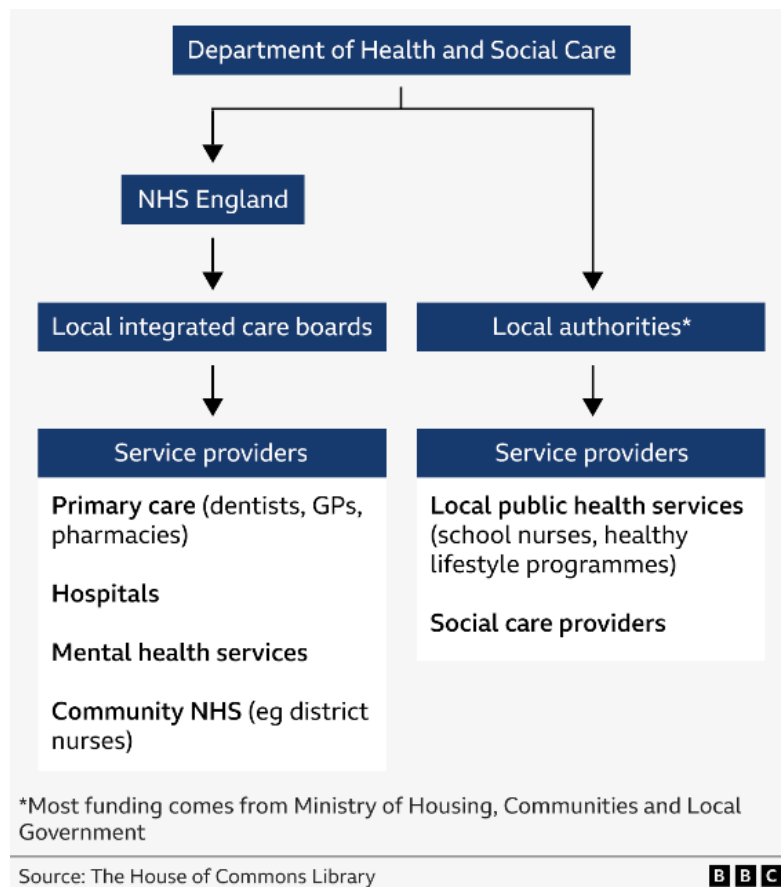 Department of Health and Social Care
NHS England
Local integrated care boards
Local authorities*
Service providers
Primary care (dentists, GPs,
pharmacies)
Hospitals
Mental health services
Community NHS (eg district
nurses)
Service providers
Local public health services
(school nurses, healthy
lifestyle programmes)
Social care providers
*Most funding comes from Ministry of Housing, Communities and Local
Government
Source: The House of Commons Library
BBC